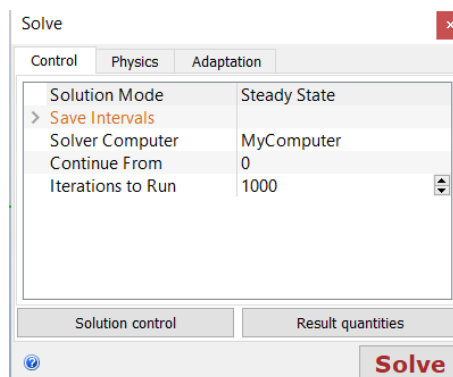 Solve
Control Physics Adaptation
Solution Mode Steady State
Save Intervals
Solver Computer MyComputer
Continue From 0
Iterations to Run 1000
Solution control Result quantities
Solve